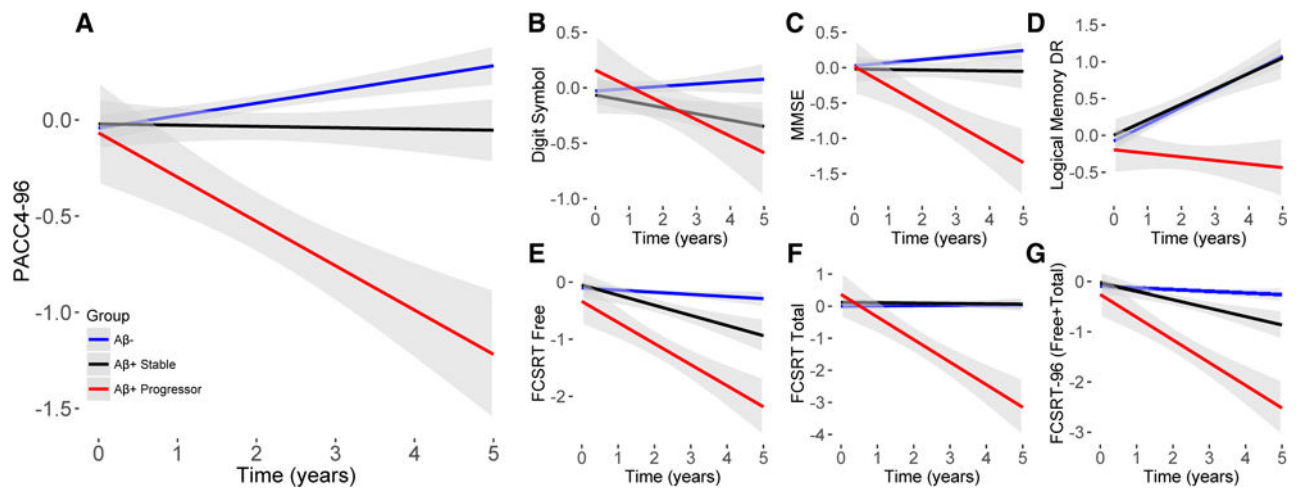 A
PACC4-96
0.0
-0.5
-1.0
-1.5
Group
Aβ-
Aβ+ Stable
Aβ+ Progressor
0 1 2 3 4 5
Time (years)
B
Digit Symbol
0.5
0.0
-0.5
-1.0
0 1 2 3 4 5
Time (years)
C
MMSE
0.5
0.0
-0.5
-1.0
-1.5
0 1 2 3 4 5
Time (years)
D
Logical Memory DR
1.5
1.0
0.5
0.0
-0.5
0 1 2 3 4 5
Time (years)
E
FCSRT Free
0
-1
-2
0 1 2 3 4 5
Time (years)
F
FCSRT Total
1
0
-1
-2
-3
-4
0 1 2 3 4 5
Time (years)
G
FCSRT-96 (Free+Total)
0
-1
-2
-3
0 1 2 3 4 5
Time (years)